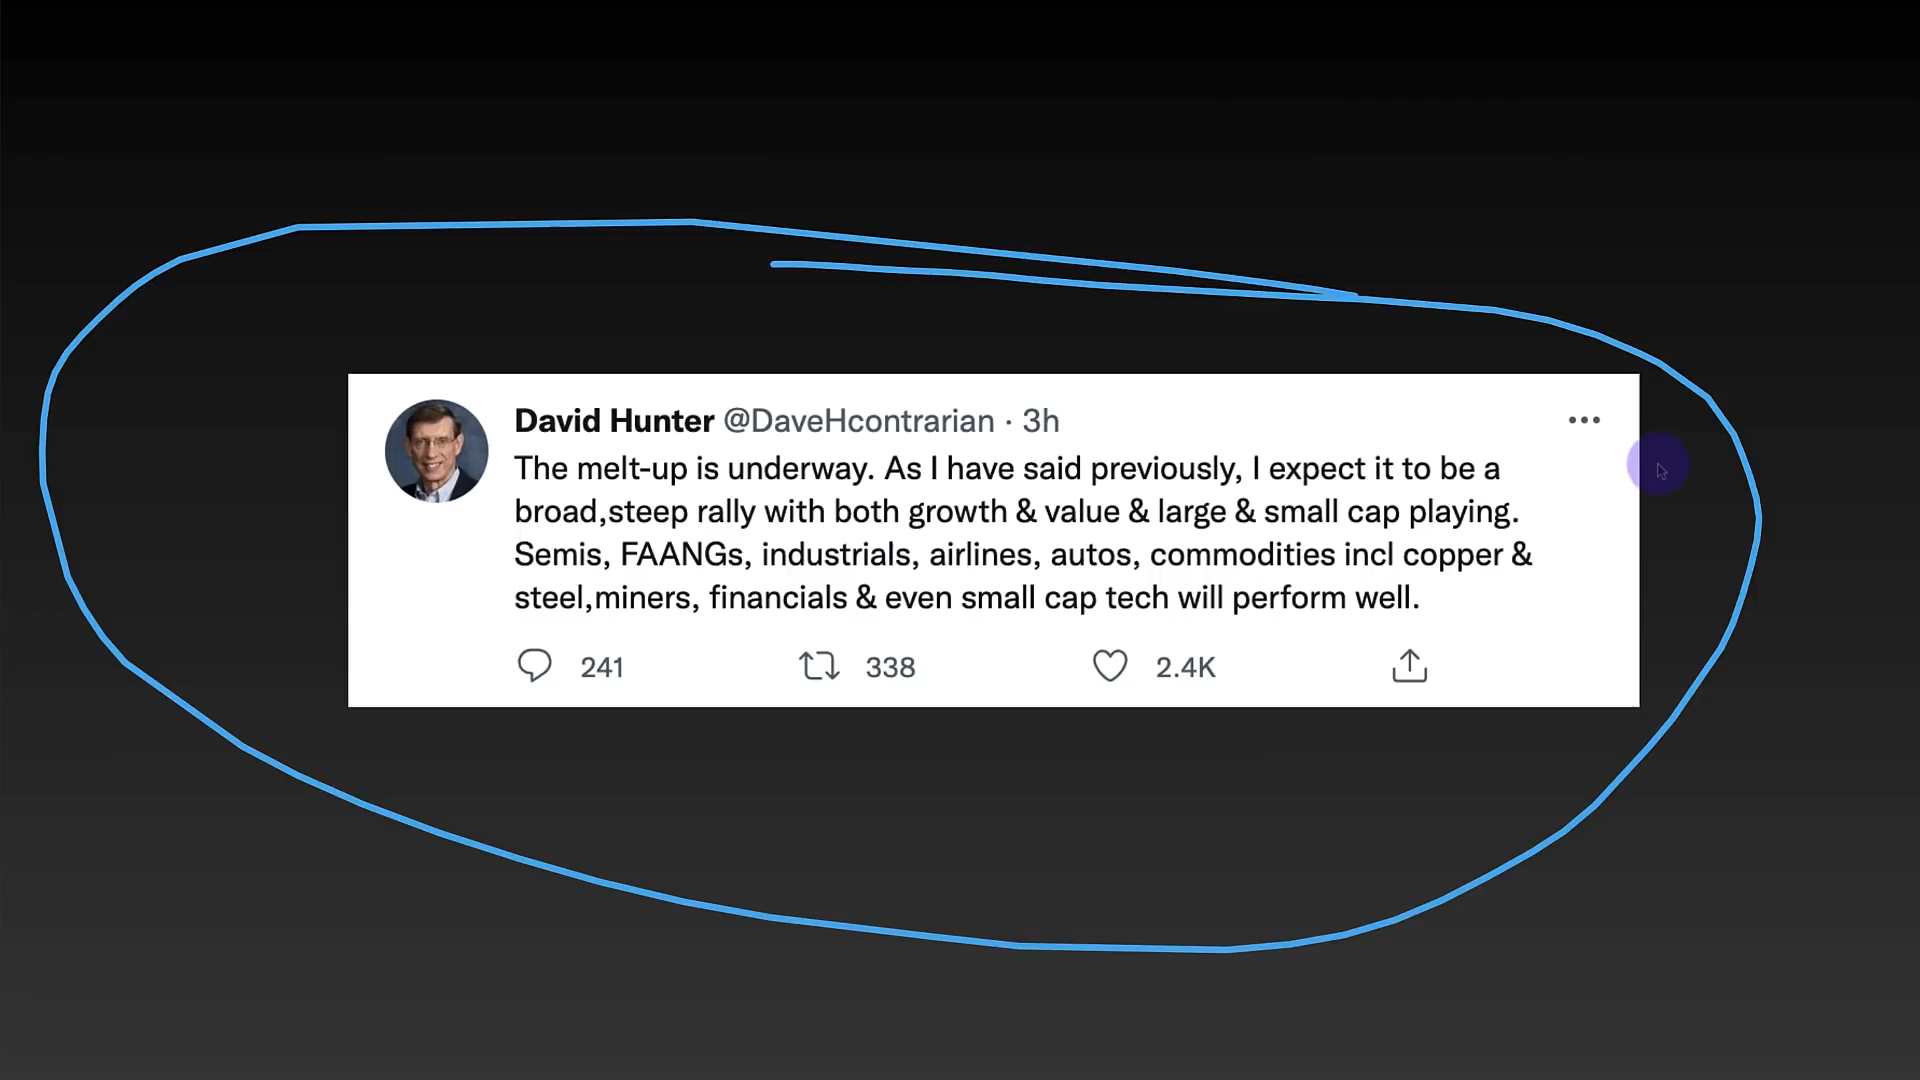 David Hunter @DaveHcontrarian · 3h
The melt-up is underway. As I have said previously, I expect it to be a
broad,steep rally with both growth & value & large & small cap playing.
Semis, FAANGs, industrials, airlines, autos, commodities incl copper &
steel,miners, financials & even small cap tech will perform well.
241 338 2.4K